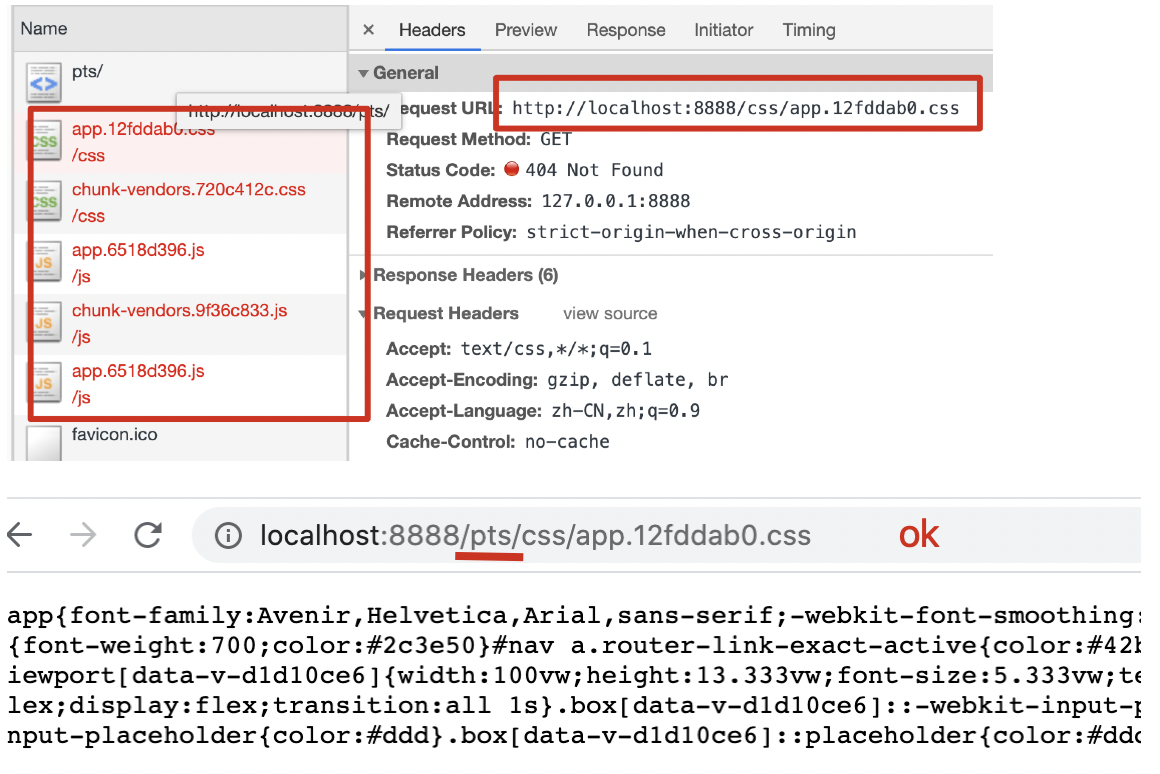 Name
pts/
http://localhost:8888/pts/
app.12fddab0.css
/css
chunk-vendors.720c412c.css
/css
app.6518d396.js
/js
chunk-vendors.9f36c833.js
/js
app.6518d396.js
/js
favicon.ico
× Headers Preview Response Initiator Timing
General
equest URL: http://localhost:8888/css/app.12fddab0.css
Request Method: GET
Status Code: 404 Not Found
Remote Address: 127.0.0.1:8888
Referrer Policy: strict-origin-when-cross-origin
Response Headers (6)
Request Headers view source
Accept: text/css,*/*;q=0.1
Accept-Encoding: gzip, deflate, br
Accept-Language: zh-CN,zh;q=0.9
Cache-Control: no-cache
localhost:8888/pts/css/app.12fddab0.css ok
app{font-family:Avenir,Helvetica,Arial,sans-serif;-webkit-font-smoothing:
{font-weight:700;color:#2c3e50}#nav a.router-link-exact-active{color:#42b
iewport[data-v-d1d10ce6]{width:100vw;height:13.333vw;font-size:5.333vw;te
lex;display:flex;transition:all 1s}.box[data-v-d1d10ce6]::-webkit-input-p
nput-placeholder{color:#ddd}.box[data-v-d1d10ce6]::placeholder{color:#ddd